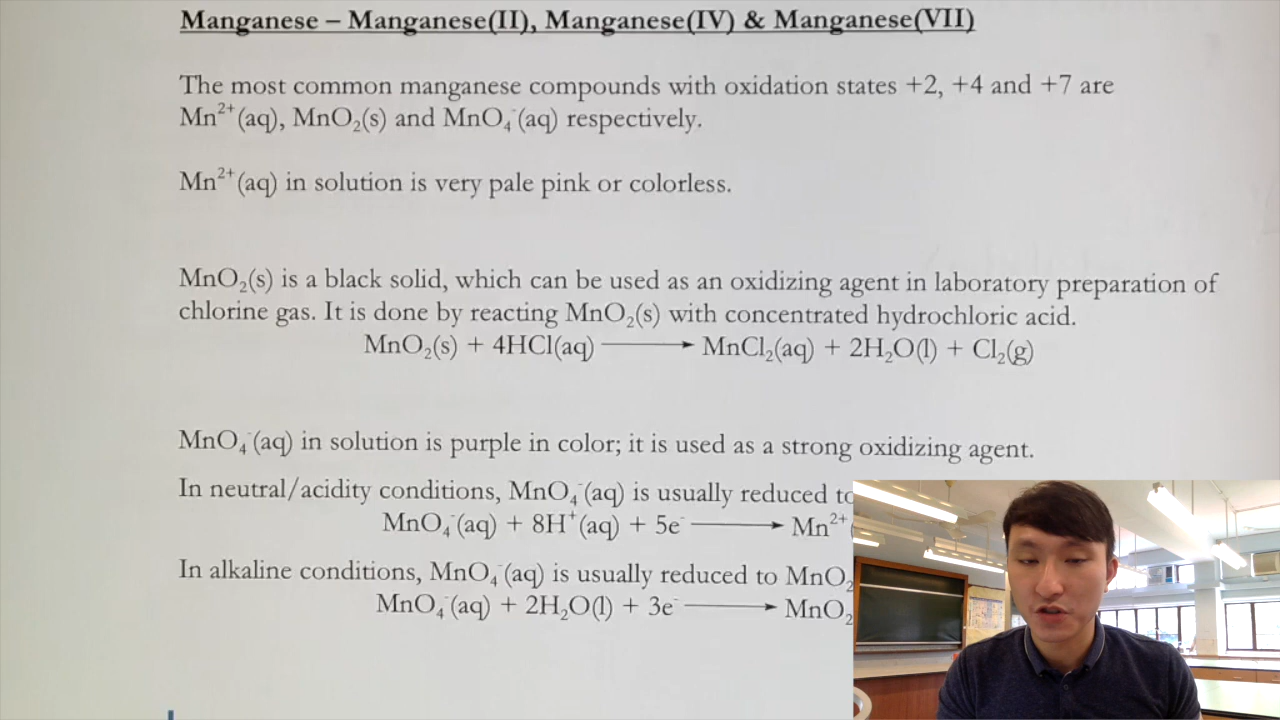 Manganese – Manganese(II), Manganese(IV) & Manganese(VII)
The most common manganese compounds with oxidation states +2, +4 and +7 are
Mn²⁺(aq), MnO₂(s) and MnO₄⁻(aq) respectively.
Mn²⁺(aq) in solution is very pale pink or colorless.
MnO₂(s) is a black solid, which can be used as an oxidizing agent in laboratory preparation of
chlorine gas. It is done by reacting MnO₂(s) with concentrated hydrochloric acid.
MnO₂(s) + 4HCl(aq) ⟶ MnCl₂(aq) + 2H₂O(l) + Cl₂(g)
MnO₄⁻(aq) in solution is purple in color; it is used as a strong oxidizing agent.
In neutral/acidity conditions, MnO₄⁻(aq) is usually reduced to
MnO₄⁻(aq) + 8H⁺(aq) + 5e⁻ ⟶ Mn²⁺
In alkaline conditions, MnO₄⁻(aq) is usually reduced to MnO₂
MnO₄⁻(aq) + 2H₂O(l) + 3e⁻ ⟶ MnO₂